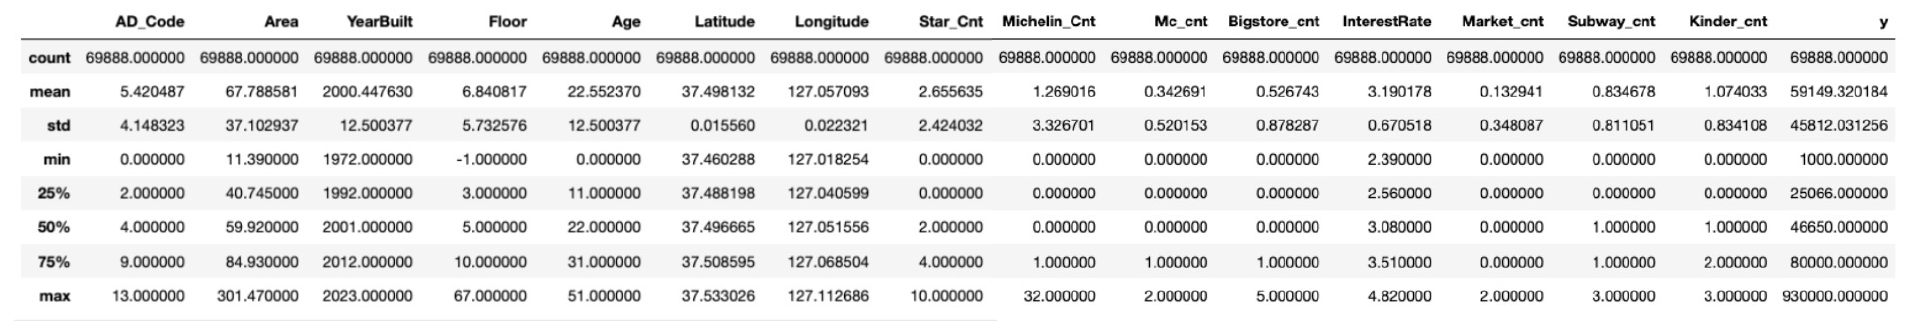 AD_Code Area YearBuilt Floor Age Latitude Longitude Star_Cnt Michelin_Cnt Mc_cnt Bigstore_cnt InterestRate Market_cnt Subway_cnt Kinder_cnt y
count 69888.000000 69888.000000 69888.000000 69888.000000 69888.000000 69888.000000 69888.000000 69888.000000 69888.000000 69888.000000 69888.000000 69888.000000 69888.000000 69888.000000 69888.000000 69888.000000
mean 5.420487 67.788581 2000.447630 6.840817 22.552370 37.498132 127.057093 2.655635 1.269016 0.342691 0.526743 3.190178 0.132941 0.834678 1.074033 59149.320184
std 4.148323 37.102937 12.500377 5.732576 12.500377 0.015560 0.022321 2.424032 3.326701 0.520153 0.878287 0.670518 0.348087 0.811051 0.834108 45812.031256
min 0.000000 11.390000 1972.000000 -1.000000 0.000000 37.460288 127.018254 0.000000 0.000000 0.000000 0.000000 2.390000 0.000000 0.000000 0.000000 1000.000000
25% 2.000000 40.745000 1992.000000 3.000000 11.000000 37.488198 127.040599 0.000000 0.000000 0.000000 0.000000 2.560000 0.000000 0.000000 0.000000 25066.000000
50% 4.000000 59.920000 2001.000000 5.000000 22.000000 37.496665 127.051556 2.000000 0.000000 0.000000 0.000000 3.080000 0.000000 1.000000 1.000000 46650.000000
75% 9.000000 84.930000 2012.000000 10.000000 31.000000 37.508595 127.068504 4.000000 1.000000 1.000000 1.000000 3.510000 0.000000 1.000000 2.000000 80000.000000
max 13.000000 301.470000 2023.000000 67.000000 51.000000 37.533026 127.112686 10.000000 32.000000 2.000000 5.000000 4.820000 2.000000 3.000000 3.000000 930000.000000